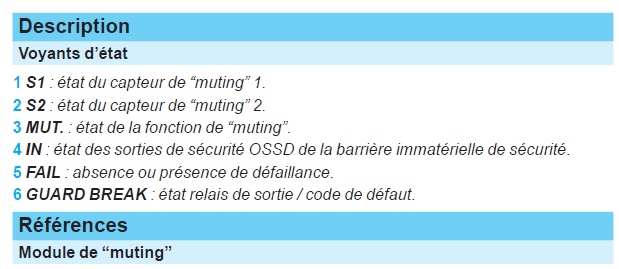 Description
Voyants d’état
1 S1 : état du capteur de “muting” 1.
2 S2 : état du capteur de “muting” 2.
3 MUT. : état de la fonction de “muting”.
4 IN : état des sorties de sécurité OSSD de la barrière immatérielle de sécurité.
5 FAIL : absence ou présence de défaillance.
6 GUARD BREAK : état relais de sortie / code de défaut.
Références
Module de “muting”